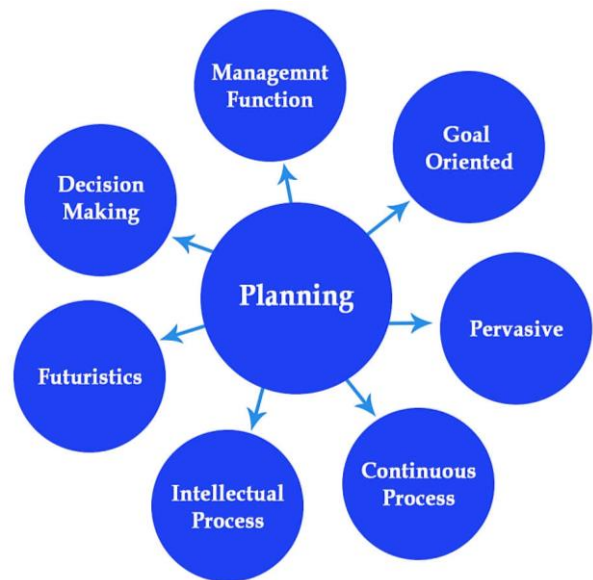 Managemnt
Function
Goal
Oriented
Decision
Making
Planning
Pervasive
Futuristics
Continuous
Process
Intellectual
Process